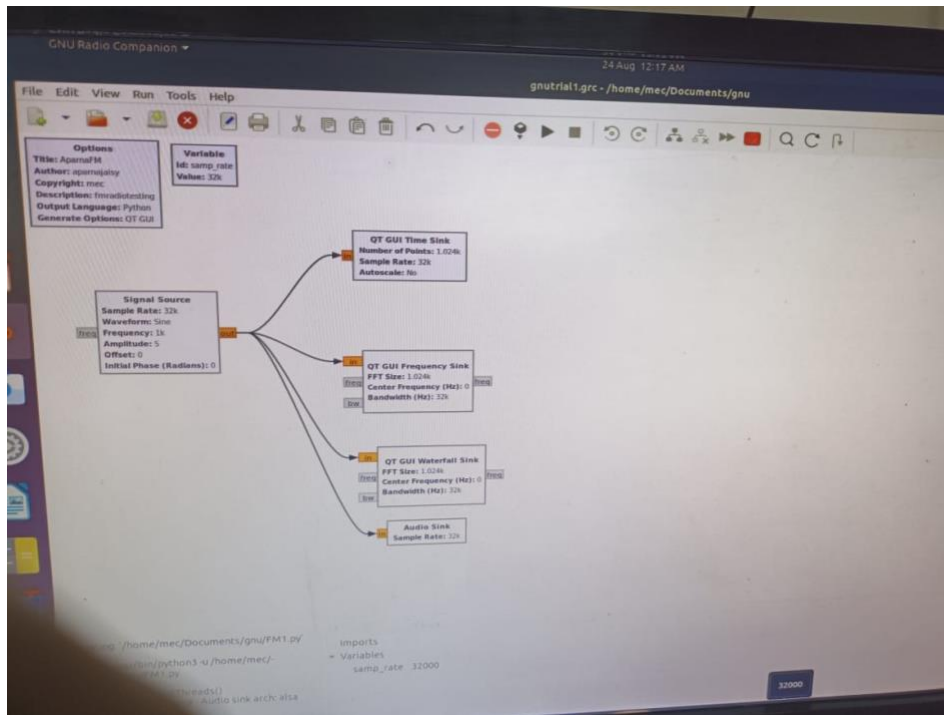 GNU Radio Companion
24 Aug 12:17 AM
gnutrial1.grc - /home/mec/Documents/gnu
File Edit View Run Tools Help
Options
Title: AparnaFM
Author: aparnajaisy
Copyright: mec
Description: fmradiotesting
Output Language: Python
Generate Options: QT GUI
Variable
Id: samp_rate
Value: 32k
QT GUI Time Sink
Number of Points: 1.024k
Sample Rate: 32k
Autoscale: No
in
Signal Source
Sample Rate: 32k
Waveform: Sine
Frequency: 1k
Amplitude: 5
Offset: 0
Initial Phase (Radians): 0
freq
out
QT GUI Frequency Sink
FFT Size: 1.024k
Center Frequency (Hz): 0
Bandwidth (Hz): 32k
in
freq
bw
freq
QT GUI Waterfall Sink
FFT Size: 1.024k
Center Frequency (Hz): 0
Bandwidth (Hz): 32k
in
freq
bw
freq
Audio Sink
Sample Rate: 32k
in
"/home/mec/Documents/gnu/FM1.py"
/bin/python3 -u /home/mec/-
FM1.py
Threads()
Audio sink arch: alsa
Imports
Variables
samp_rate 32000
32000